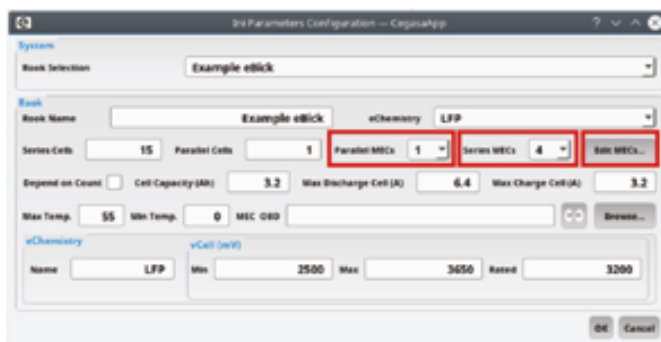 Ini Parameters Configuration — CegasaApp
System
Rook Selection Example eBick
Rook
Rook Name Example eBick eChemistry LFP
Series Cells 15 Parallel Cells 1 Parallel MECs 1 Series MECs 4 Edit MECs...
Depend on Count Cell Capacity (Ah) 3.2 Max Discharge Cell (A) 6.4 Max Charge Cell (A) 3.2
Max Temp. 55 Min Temp. 0 MEC OBD Browse...
eChemistry vCell (mV)
Name LFP Min 2500 Max 3650 Rated 3200
OK Cancel